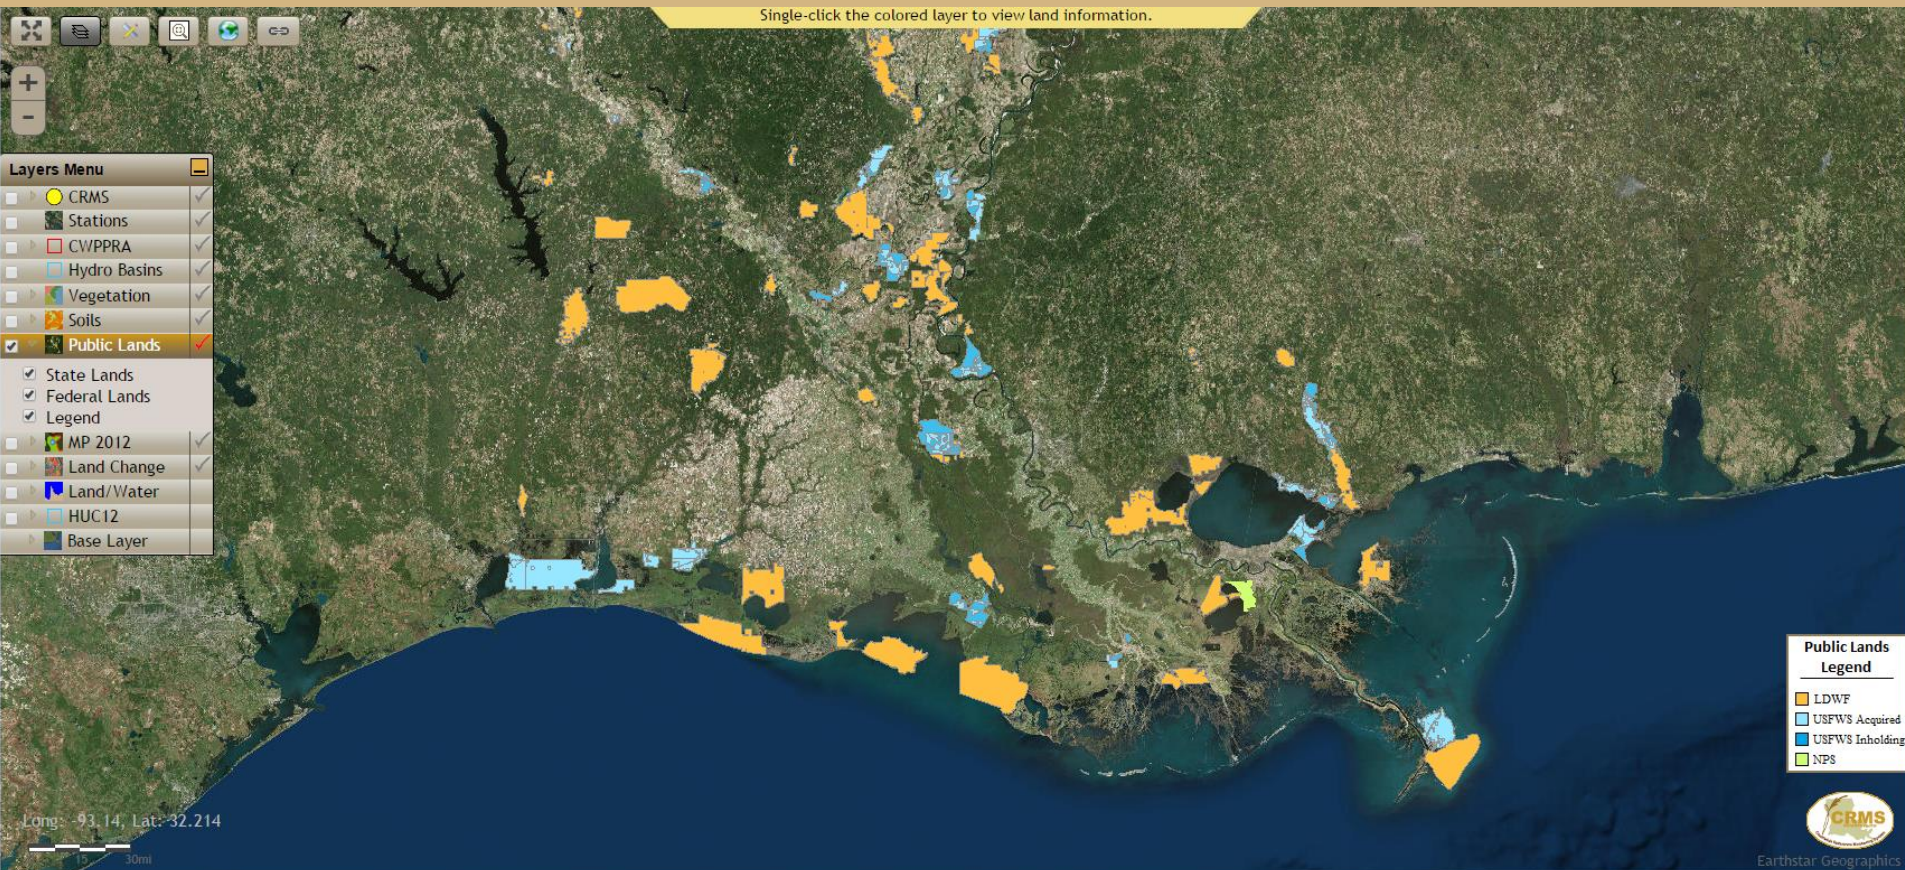 Single-click the colored layer to view land information.
+
-
Layers Menu
CRMS
Stations
CWPPRA
Hydro Basins
Vegetation
Soils
Public Lands
State Lands
Federal Lands
Legend
MP 2012
Land Change
Land/Water
HUC12
Base Layer
Public Lands
Legend
LDWF
USFWS Acquired
USFWS Inholding
NPS
Long: -93.14, Lat: 32.214
15 30mi
CRMS
Earthstar Geographics